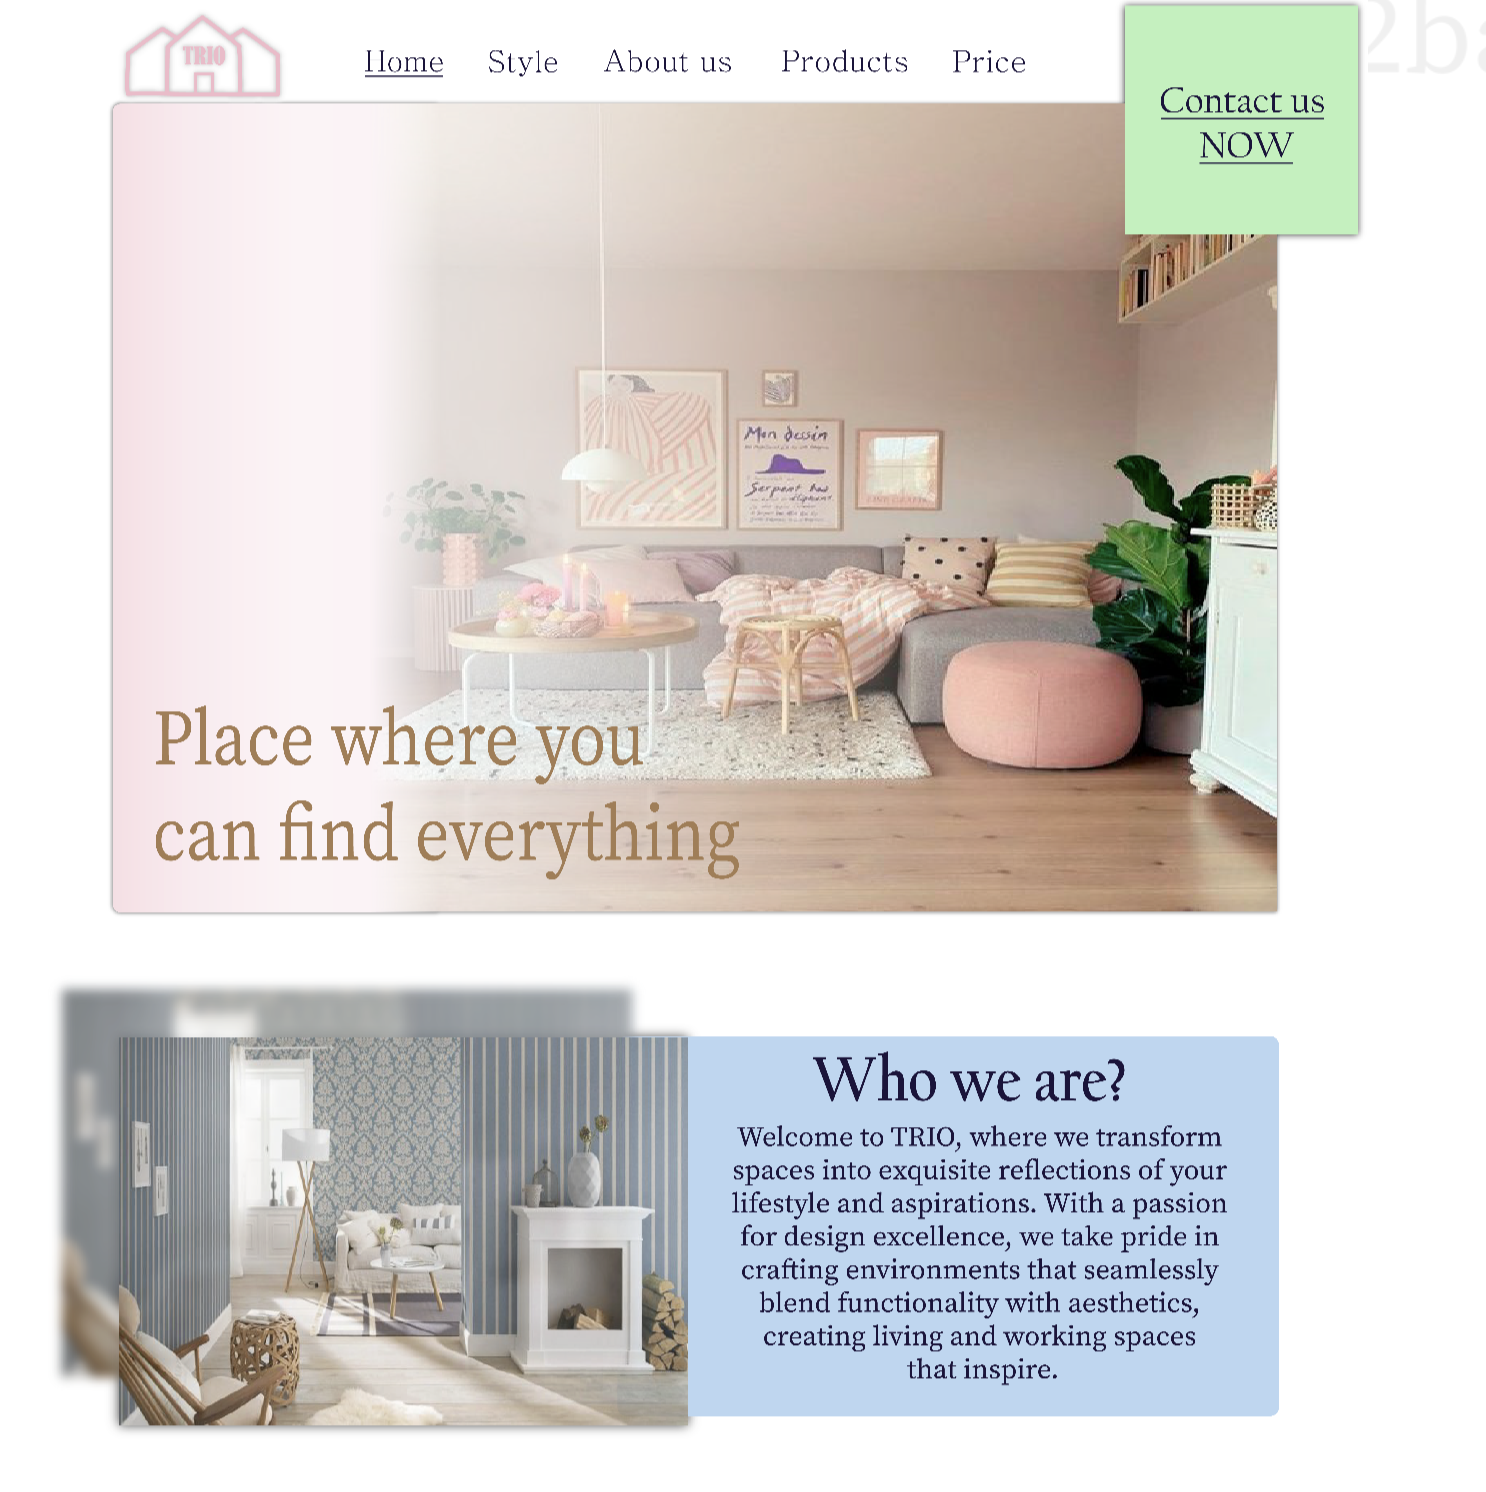 TRIO
Home
Style
About us
Products
Price
Contact us
NOW
2ba
Mon dessin
Place where you
can find everything
Who we are?
Welcome to TRIO, where we transform
spaces into exquisite reflections of your
lifestyle and aspirations. With a passion
for design excellence, we take pride in
crafting environments that seamlessly
blend functionality with aesthetics,
creating living and working spaces
that inspire.